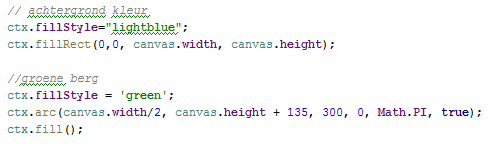 // achtergrond kleur
ctx.fillStyle="lightblue";
ctx.fillRect(0,0, canvas.width, canvas.height);
//groene berg
ctx.fillStyle = 'green';
ctx.arc(canvas.width/2, canvas.height + 135, 300, 0, Math.PI, true);
ctx.fill();